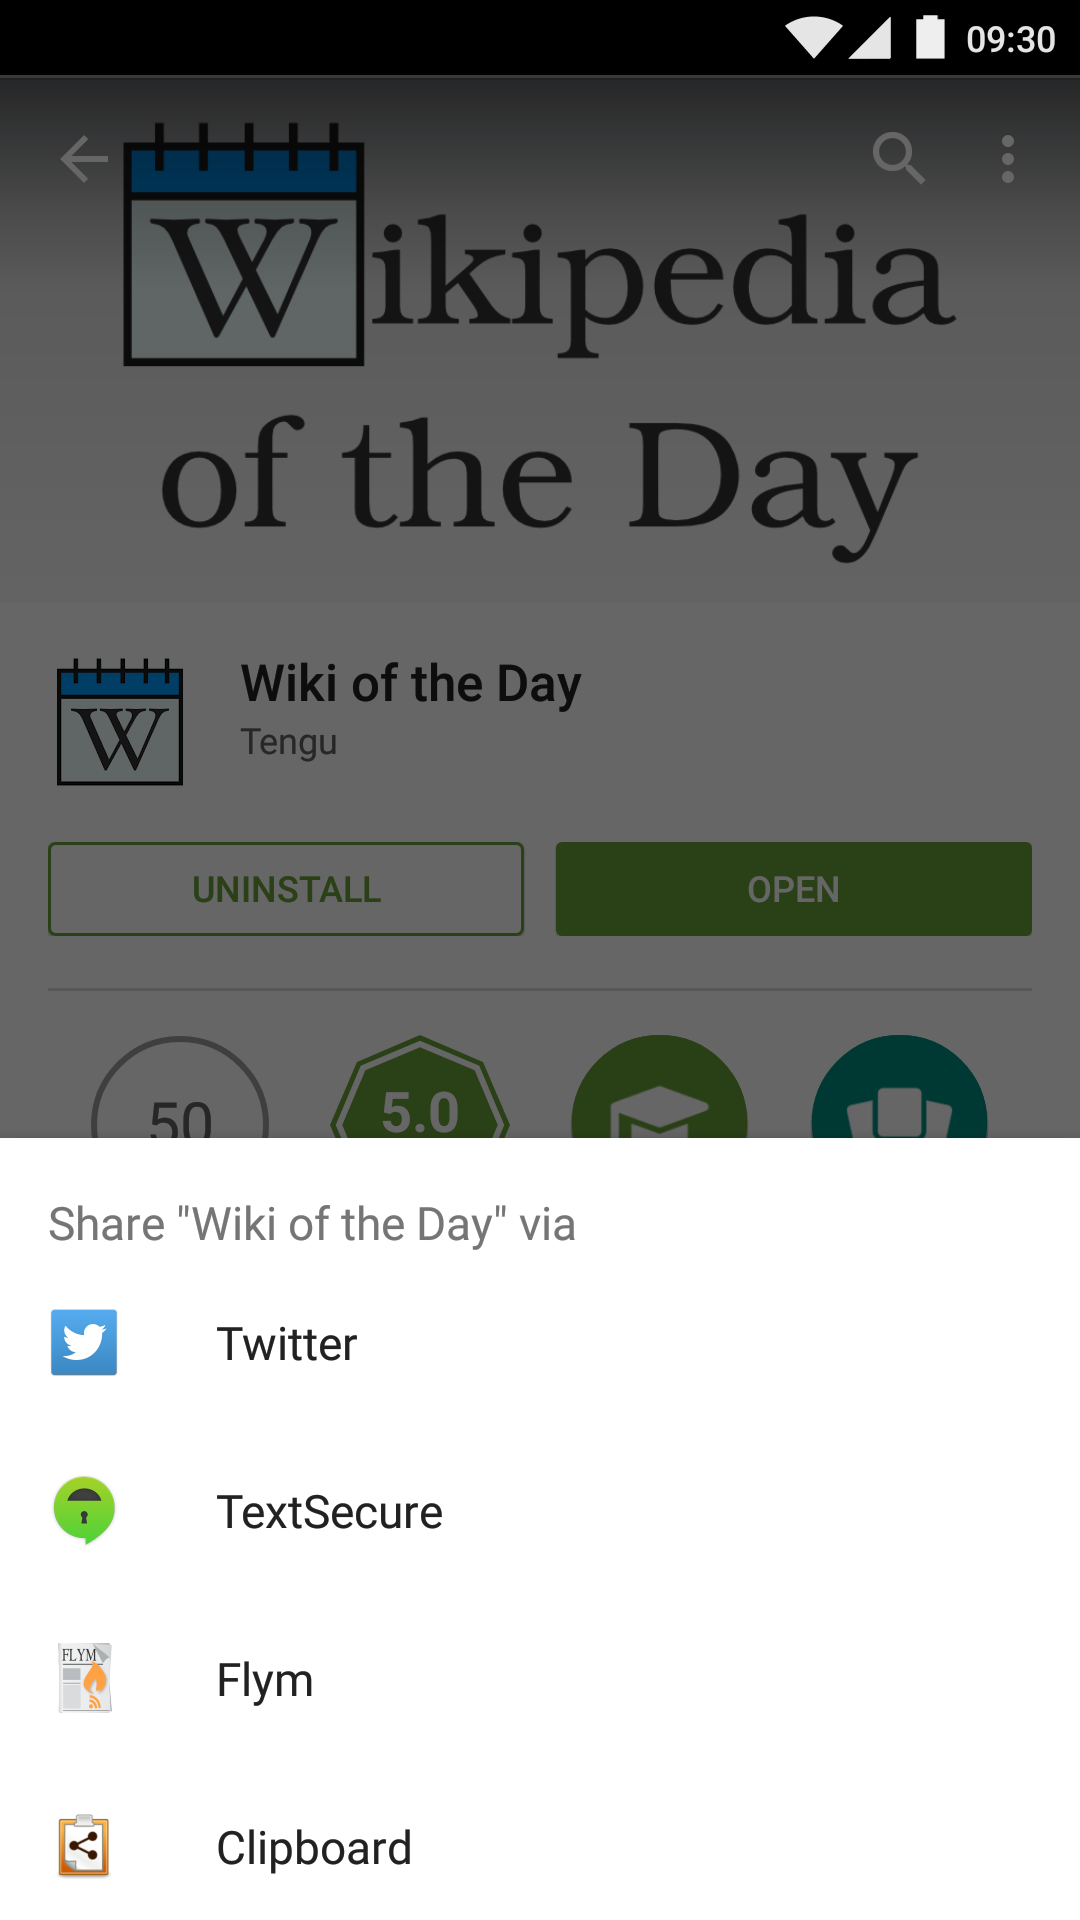 09:30
Wikipedia
of the Day
W
Wiki of the Day
Tengu
UNINSTALL
OPEN
50
5.0
Share "Wiki of the Day" via
Twitter
TextSecure
FLYM
Flym
Clipboard